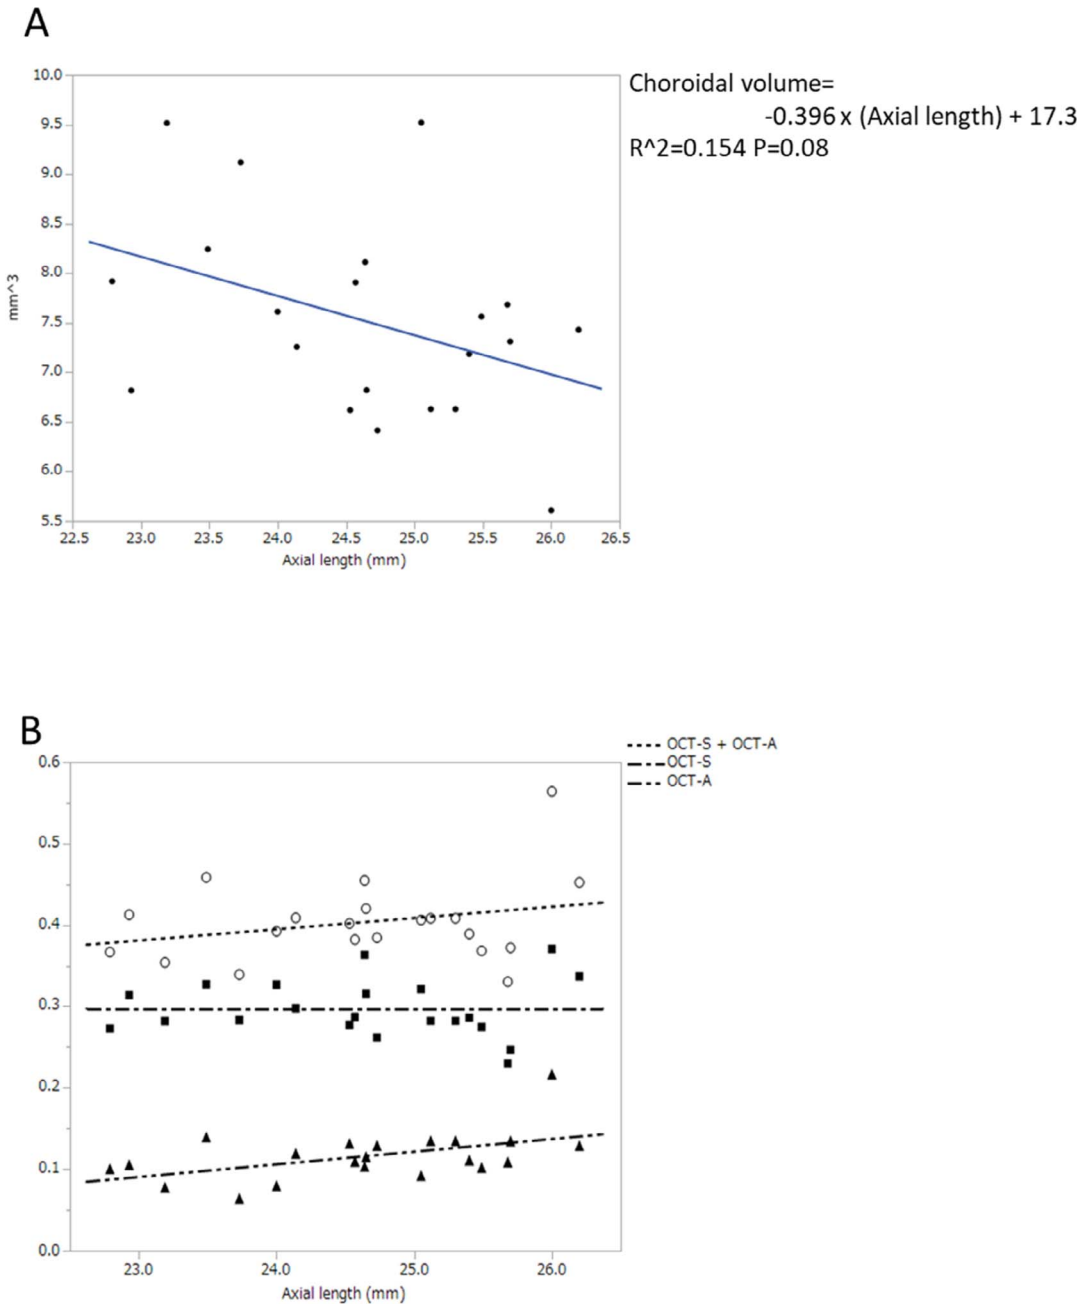 A
10.0
9.5
9.0
8.5
8.0
7.5
7.0
6.5
6.0
5.5
mm^3
22.5 23.0 23.5 24.0 24.5 25.0 25.5 26.0 26.5
Axial length (mm)
Choroidal volume=
-0.396 x (Axial length) + 17.3
R^2=0.154 P=0.08
B
OCT-S + OCT-A
OCT-S
OCT-A
0.6
0.5
0.4
0.3
0.2
0.1
0.0
23.0 24.0 25.0 26.0
Axial length (mm)